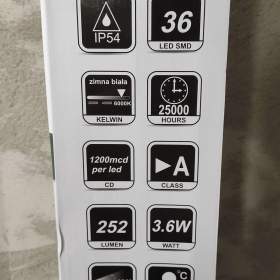 IP54
36
LED SMD
zimna biała
6000K
KELWIN
25000
HOURS
1200mcd
per led
CD
A
CLASS
252
LUMEN
3.6W
WATT
°C